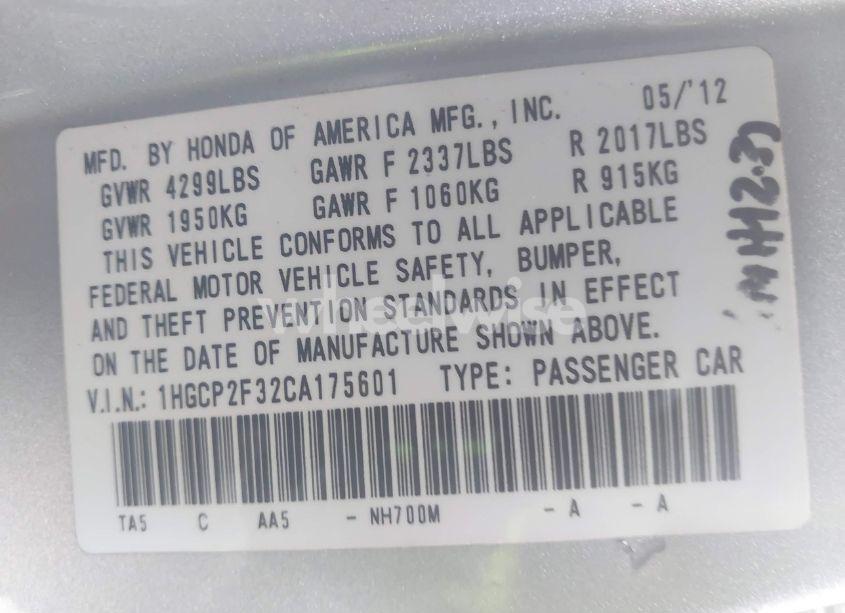 MFD. BY HONDA OF AMERICA MFG., INC. 05/'12
GVWR 4299LBS GAWR F 2337LBS R 2017LBS
GVWR 1950KG GAWR F 1060KG R 915KG
THIS VEHICLE CONFORMS TO ALL APPLICABLE
FEDERAL MOTOR VEHICLE SAFETY, BUMPER,
AND THEFT PREVENTION STANDARDS IN EFFECT
ON THE DATE OF MANUFACTURE SHOWN ABOVE.
V.I.N.: 1HGCP2F32CA175601 TYPE: PASSENGER CAR
TA5 C AA5 - NH700M - A - A
wheelwise